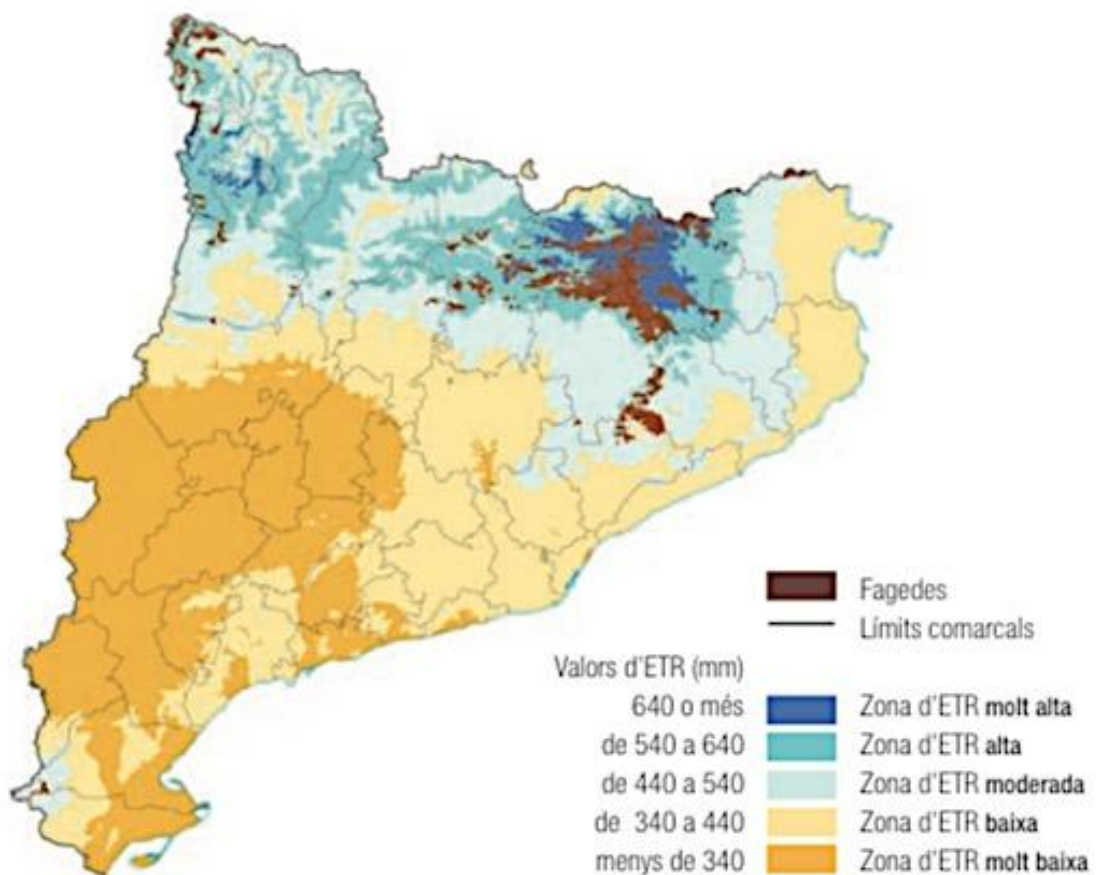 Fagedes
Límits comarcals
Valors d'ETR (mm)
640 o més Zona d'ETR molt alta
de 540 a 640 Zona d'ETR alta
de 440 a 540 Zona d'ETR moderada
de 340 a 440 Zona d'ETR baixa
menys de 340 Zona d'ETR molt baixa